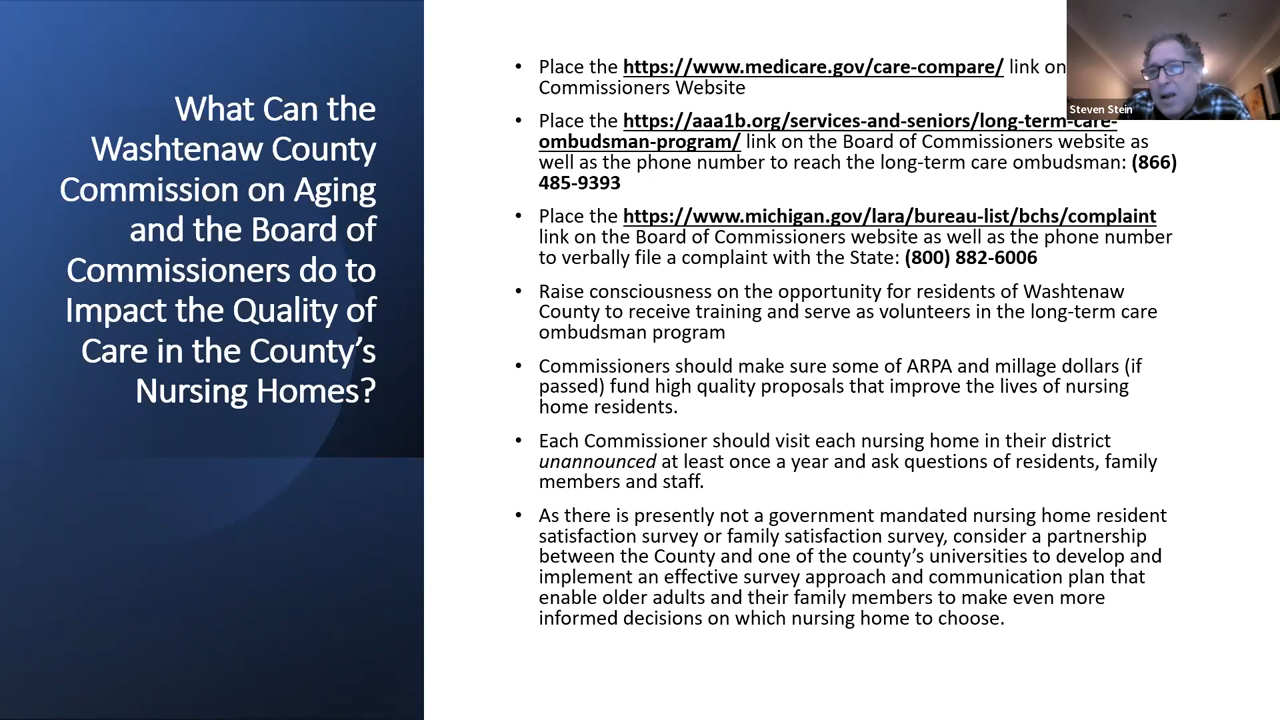 What Can the
Washtenaw County
Commission on Aging
and the Board of
Commissioners do to
Impact the Quality of
Care in the County's
Nursing Homes?
• Place the https://www.medicare.gov/care-compare/ link on
Commissioners Website
• Place the https://aaa1b.org/services-and-seniors/long-term-care-
ombudsman-program/ link on the Board of Commissioners website as
well as the phone number to reach the long-term care ombudsman: (866)
485-9393
• Place the https://www.michigan.gov/lara/bureau-list/bchs/complaint
link on the Board of Commissioners website as well as the phone number
to verbally file a complaint with the State: (800) 882-6006
• Raise consciousness on the opportunity for residents of Washtenaw
County to receive training and serve as volunteers in the long-term care
ombudsman program
• Commissioners should make sure some of ARPA and millage dollars (if
passed) fund high quality proposals that improve the lives of nursing
home residents.
• Each Commissioner should visit each nursing home in their district
unannounced at least once a year and ask questions of residents, family
members and staff.
• As there is presently not a government mandated nursing home resident
satisfaction survey or family satisfaction survey, consider a partnership
between the County and one of the county's universities to develop and
implement an effective survey approach and communication plan that
enable older adults and their family members to make even more
informed decisions on which nursing home to choose.
Steven Stein